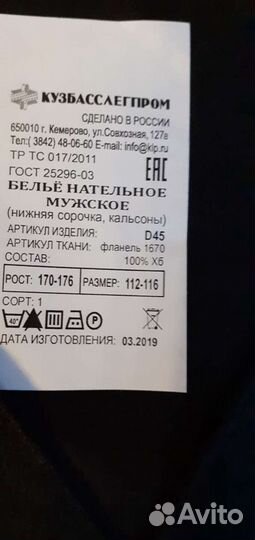 КУЗБАССЛЕГПРОМ
СДЕЛАНО В РОССИИ
650010 г. Кемерово, ул.Совхозная, 127а
Тел:( 3842) 48-06-60 E-mail: info@klp.ru
ТР ТС 017/2011
ГОСТ 25296-03
ЕАС
БЕЛЬЁ НАТЕЛЬНОЕ
МУЖСКОЕ
(нижняя сорочка, кальсоны)
АРТИКУЛ ИЗДЕЛИЯ: D45
АРТИКУЛ ТКАНИ: фланель 1670
СОСТАВ: 100% Хб
РОСТ: 170-176 РАЗМЕР: 112-116
СОРТ: 1
40° P
ДАТА ИЗГОТОВЛЕНИЯ: 03.2019
Avito